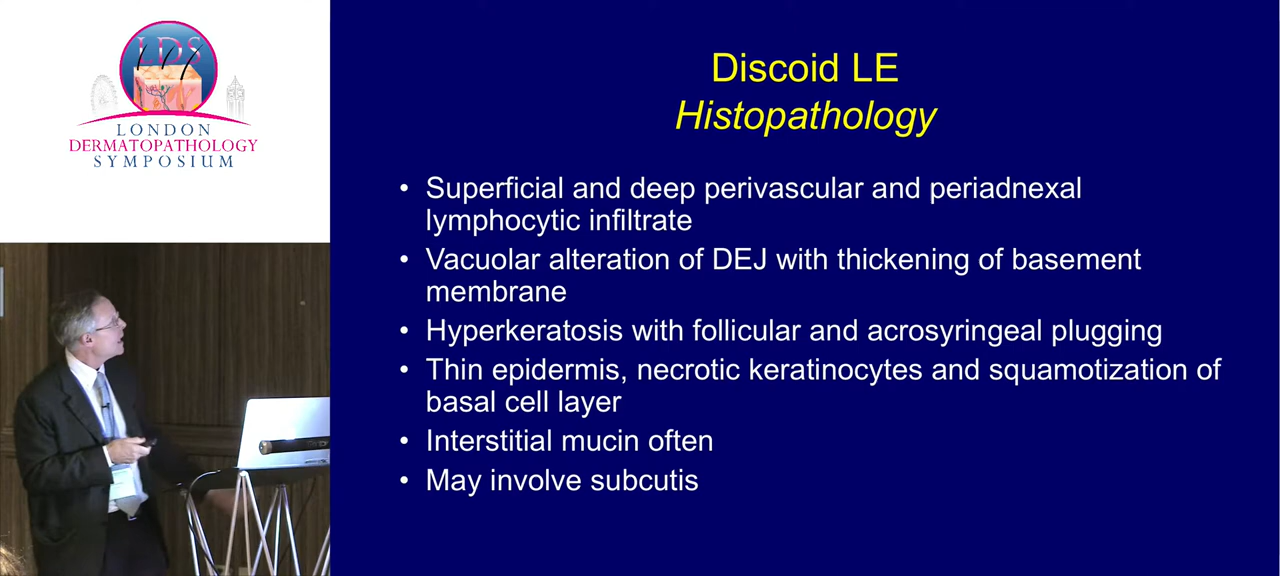 LDS
LONDON
DERMATOPATHOLOGY
SYMPOSIUM
Discoid LE
Histopathology
• Superficial and deep perivascular and periadnexal
lymphocytic infiltrate
• Vacuolar alteration of DEJ with thickening of basement
membrane
• Hyperkeratosis with follicular and acrosyringeal plugging
• Thin epidermis, necrotic keratinocytes and squamotization of
basal cell layer
• Interstitial mucin often
• May involve subcutis